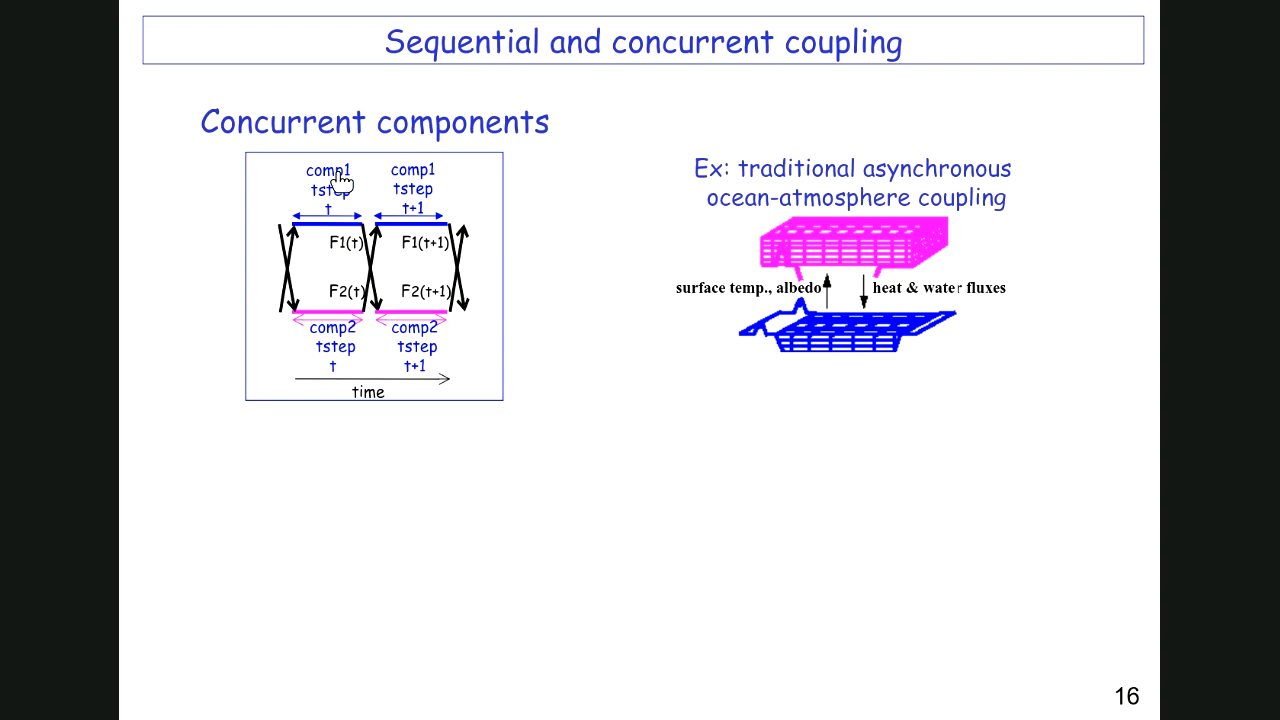 Sequential and concurrent coupling
Concurrent components
comp1
tstep
t
comp1
tstep
t+1
F1(t)
F1(t+1)
F2(t)
F2(t+1)
comp2
tstep
t
comp2
tstep
t+1
time
Ex: traditional asynchronous
ocean-atmosphere coupling
surface temp., albedo
heat & water fluxes
16